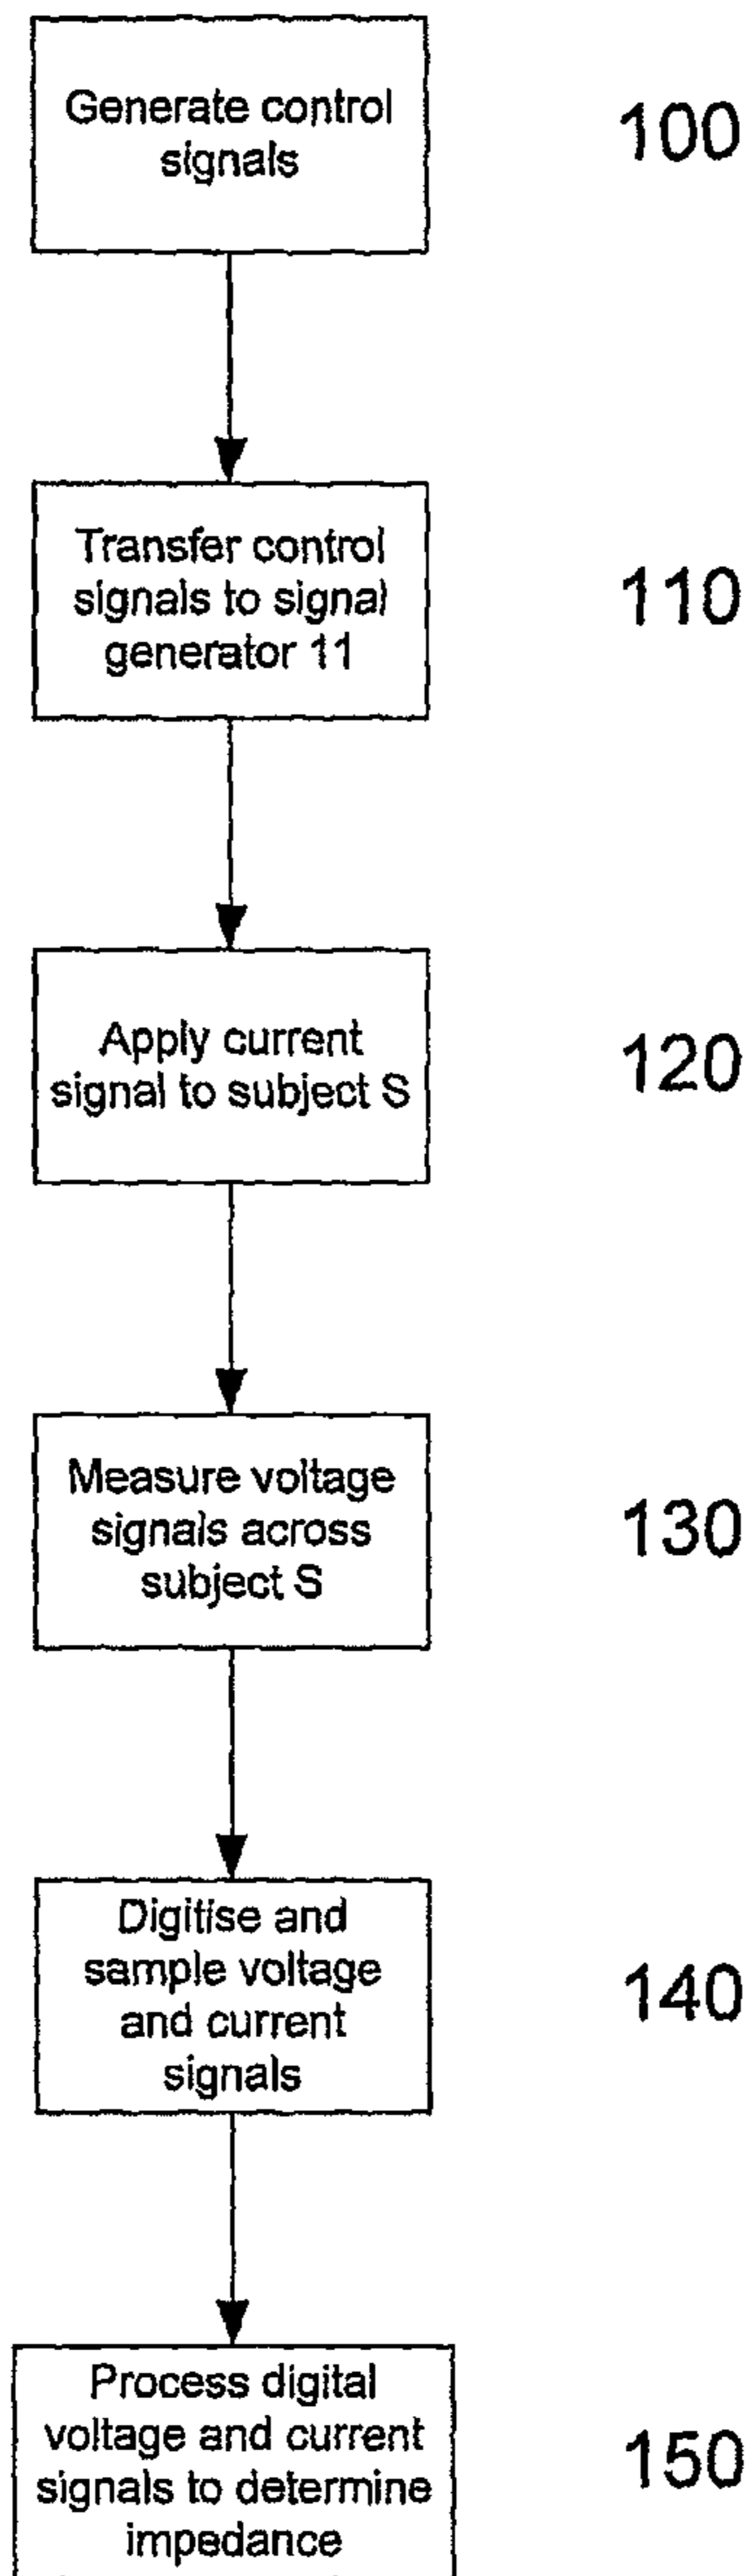 Generate control
signals
100
Transfer control
signals to signal
generator 11
110
Apply current
signal to subject S
120
Measure voltage
signals across
subject S
130
Digitise and
sample voltage
and current
signals
140
Process digital
voltage and current
signals to determine
impedance
150